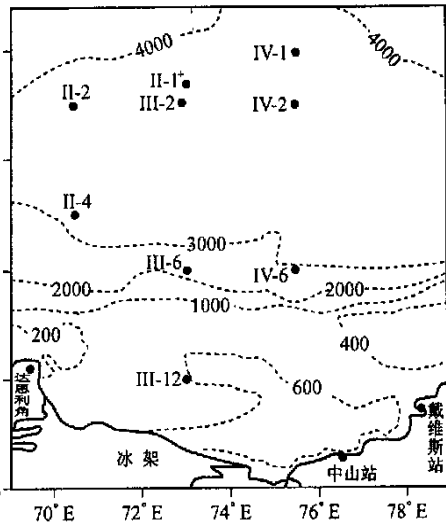 4000
4000
IV-1
II-1+
II-2
III-2
IV-2
II-4
3000
III-6
IV-6
2000
2000
1000
200
400
达恩利角
III-12
600
戴维斯站
冰架
中山站
70° E
72° E
74° E
76° E
78° E